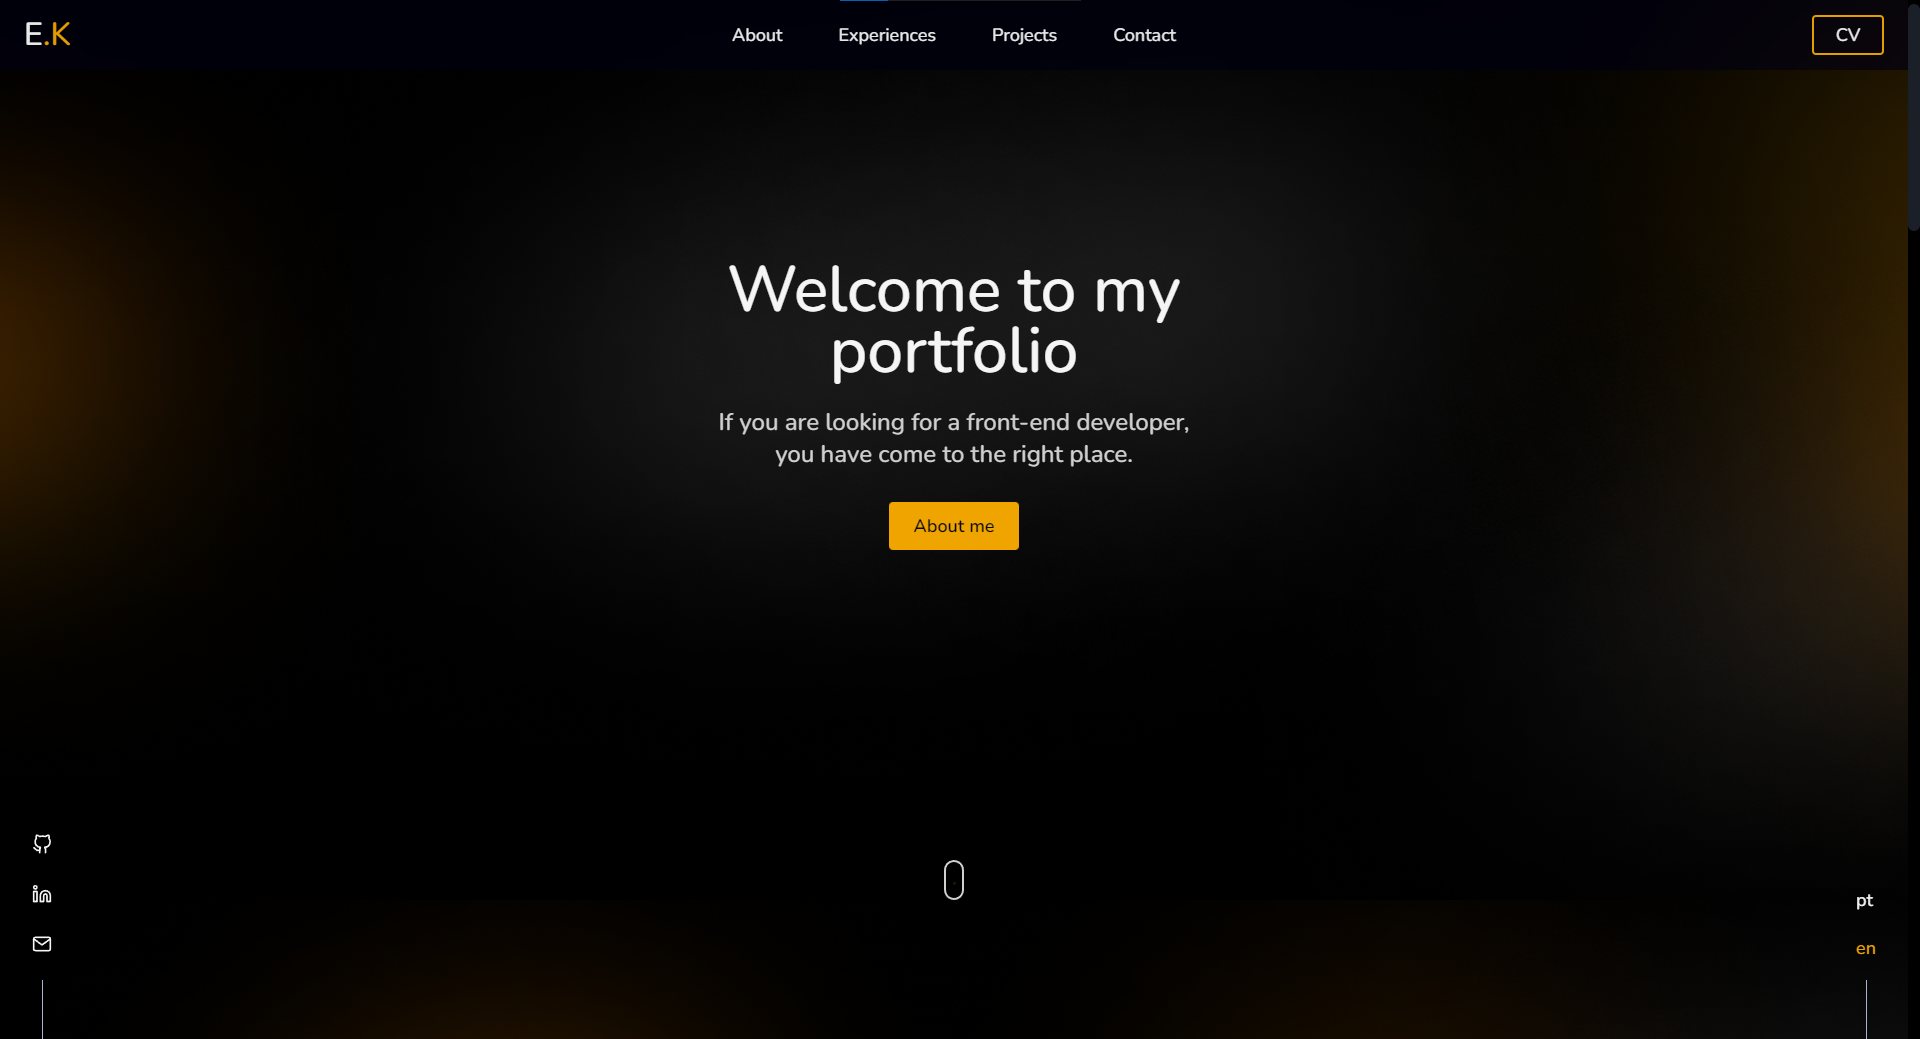 E.K
About
Experiences
Projects
Contact
CV
Welcome to my
portfolio
If you are looking for a front-end developer,
you have come to the right place.
About me
pt
en